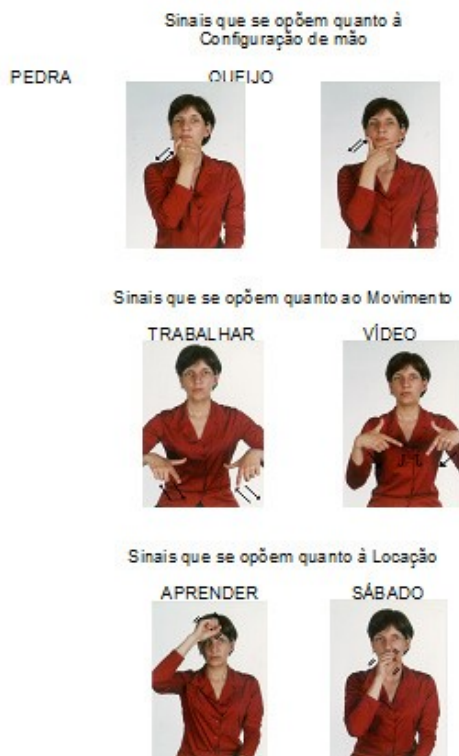 Sinais que se opõem quanto à
Configuração de mão
PEDRA QUEIJO
Sinais que se opõem quanto ao Movimento
TRABALHAR VÍDEO
Sinais que se opõem quanto à Locação
APRENDER SÁBADO